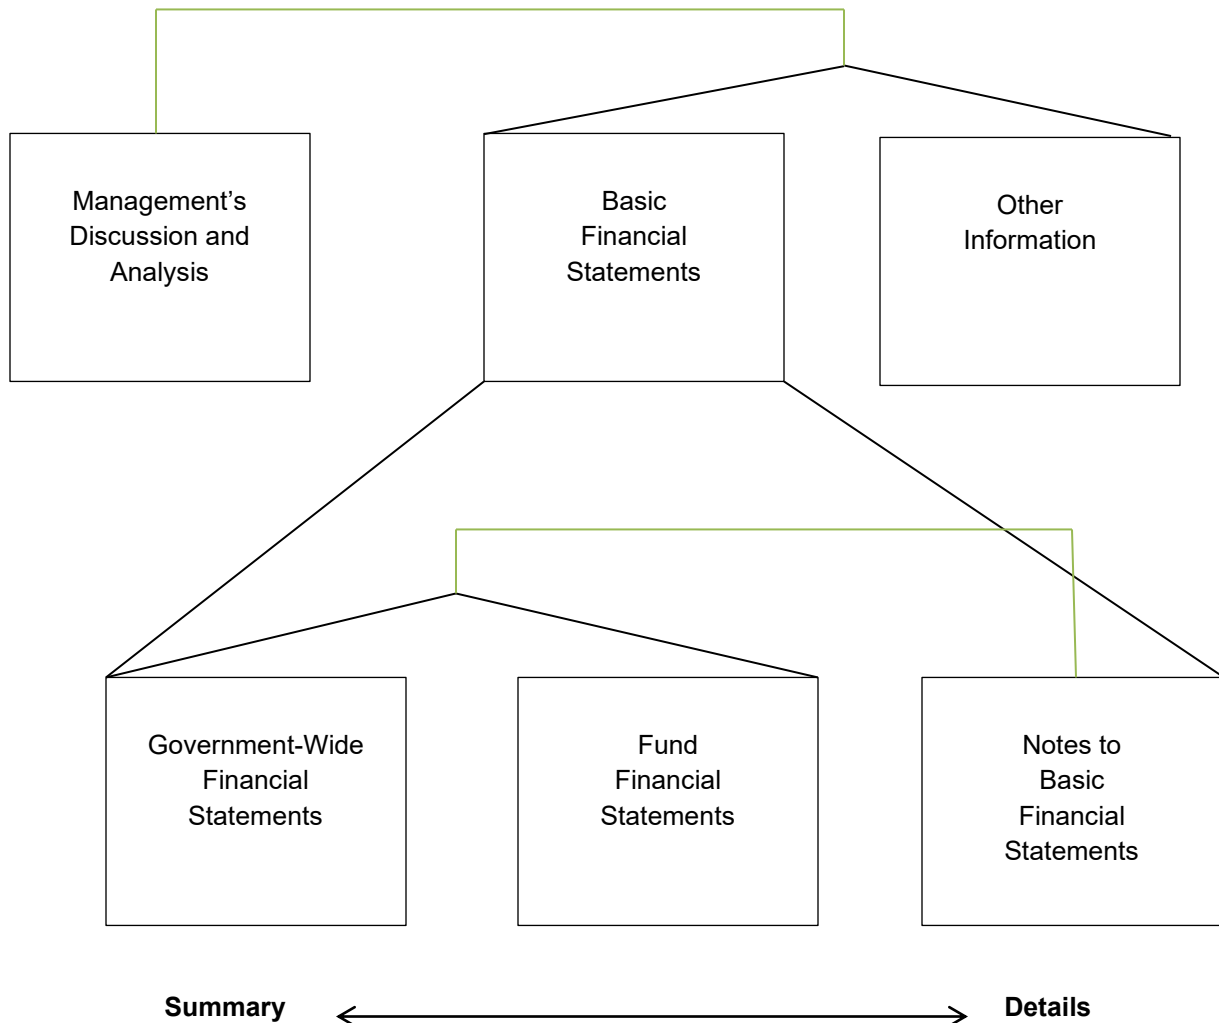 Management’s
Discussion and
Analysis
Basic
Financial
Statements
Other
Information
Government-Wide
Financial
Statements
Fund
Financial
Statements
Notes to
Basic
Financial
Statements
Summary
Details